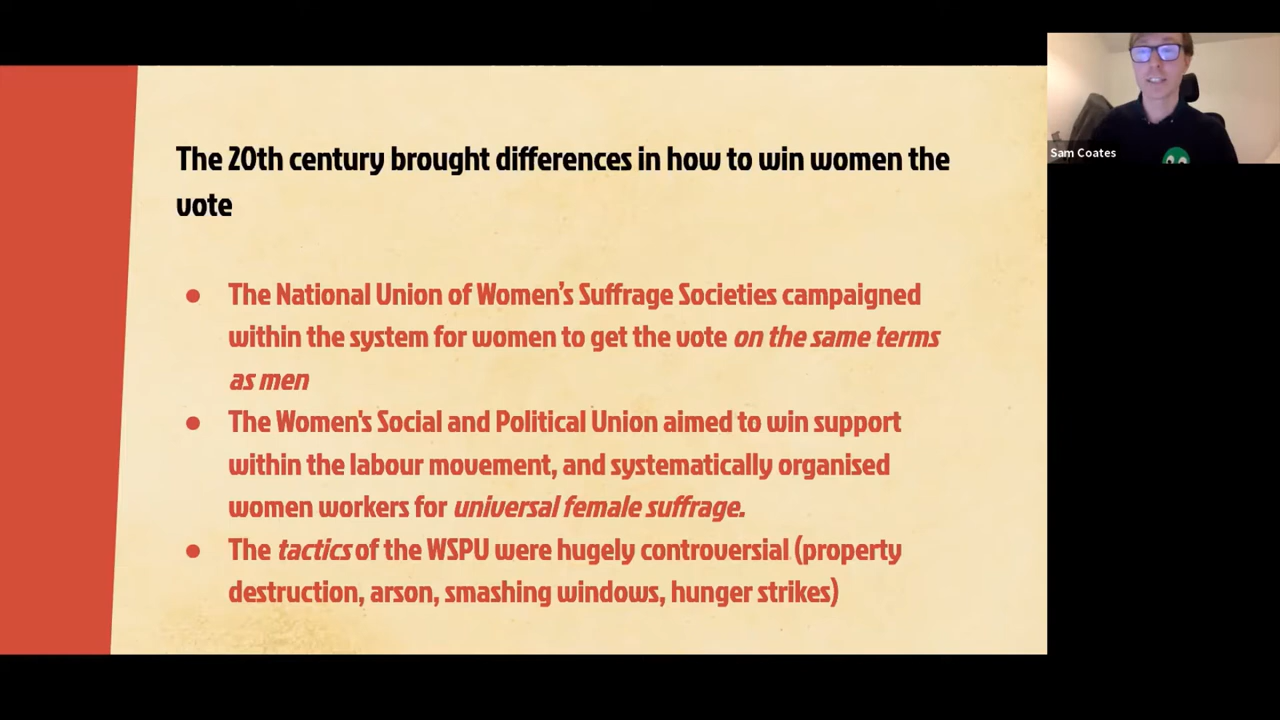 The 20th century brought differences in how to win women the
vote
● The National Union of Women's Suffrage Societies campaigned
within the system for women to get the vote on the same terms
as men
● The Women's Social and Political Union aimed to win support
within the labour movement, and systematically organised
women workers for universal female suffrage.
● The tactics of the WSPU were hugely controversial (property
destruction, arson, smashing windows, hunger strikes)
Sam Coates